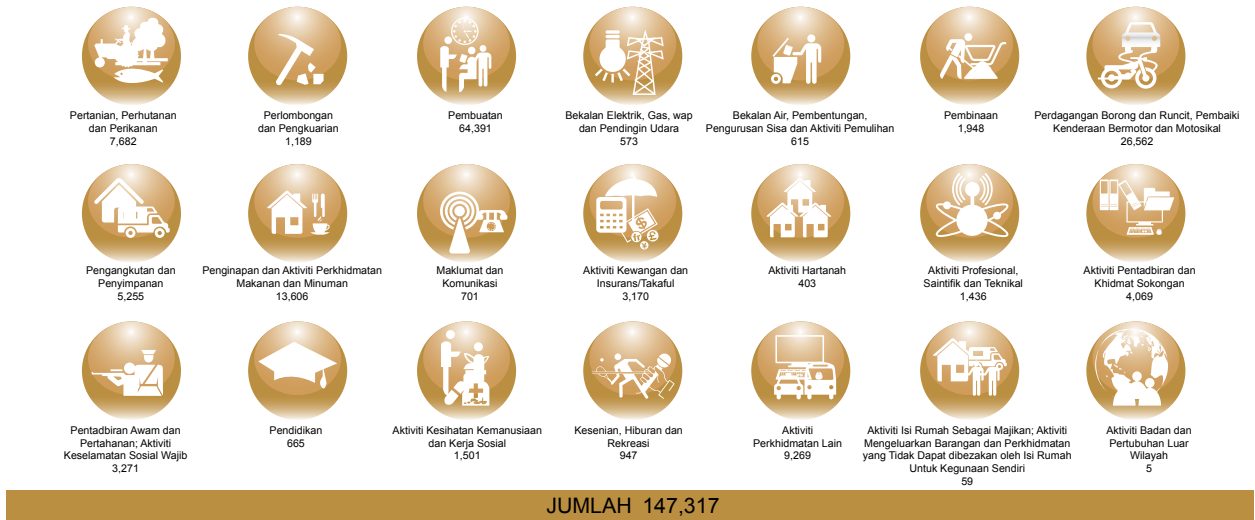 Pertanian, Perhutanan
dan Perikanan
7,682
Perlombongan
dan Pengkuarian
1,189
Pembuatan
64,391
Bekalan Elektrik, Gas, wap
dan Pendingin Udara
573
Bekalan Air, Pembentungan,
Pengurusan Sisa dan Aktiviti Pemulihan
615
Pembinaan
1,948
Perdagangan Borong dan Runcit, Pembaiki
Kenderaan Bermotor dan Motosikal
26,562
Pengangkutan dan
Penyimpanan
5,255
Penginapan dan Aktiviti Perkhidmatan
Makanan dan Minuman
13,606
Maklumat dan
Komunikasi
701
Aktiviti Kewangan dan
Insurans/Takaful
3,170
Aktiviti Hartanah
403
Aktiviti Profesional,
Saintifik dan Teknikal
1,436
Aktiviti Pentadbiran dan
Khidmat Sokongan
4,069
Pentadbiran Awam dan
Pertahanan; Aktiviti
Keselamatan Sosial Wajib
3,271
Pendidikan
665
Aktiviti Kesihatan Kemanusiaan
dan Kerja Sosial
1,501
Kesenian, Hiburan dan
Rekreasi
947
Aktiviti
Perkhidmatan Lain
9,269
Aktiviti Isi Rumah Sebagai Majikan; Aktiviti
Mengeluarkan Barangan dan Perkhidmatan
yang Tidak Dapat dibezakan oleh Isi Rumah
Untuk Kegunaan Sendiri
59
Aktiviti Badan dan
Pertubuhan Luar
Wilayah
5
JUMLAH 147,317